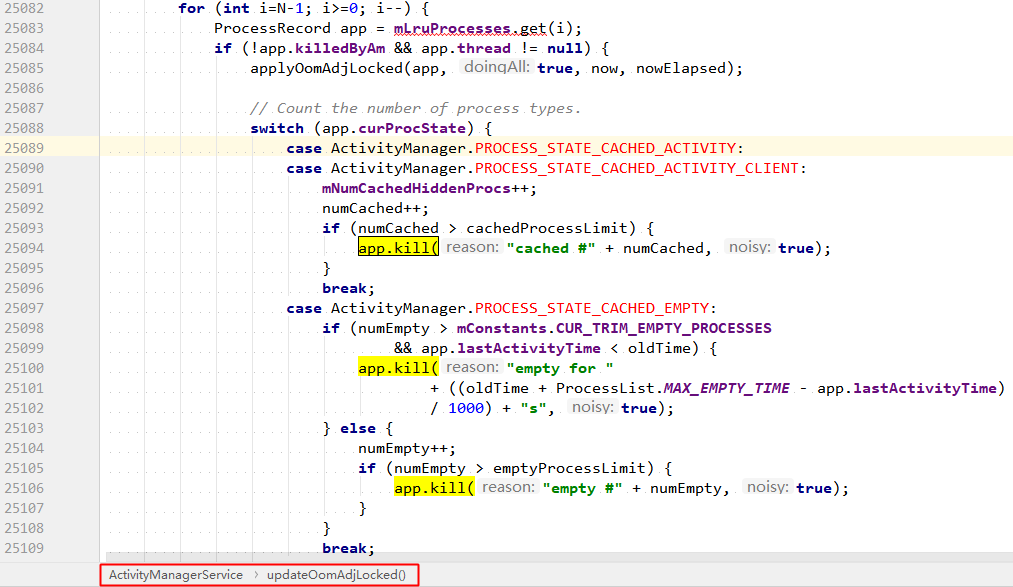 25082 for (int i=N-1; i>=0; i--) {
25083 ProcessRecord app = mLruProcesses.get(i);
25084 if (!app.killedByAm && app.thread != null) {
25085 applyOomAdjLocked(app, doingAll: true, now, nowElapsed);
25086
25087 // Count the number of process types.
25088 switch (app.curProcState) {
25089 case ActivityManager.PROCESS_STATE_CACHED_ACTIVITY:
25090 case ActivityManager.PROCESS_STATE_CACHED_ACTIVITY_CLIENT:
25091 mNumCachedHiddenProcs++;
25092 numCached++;
25093 if (numCached > cachedProcessLimit) {
25094 app.kill( reason: "cached #" + numCached, noisy: true);
25095 }
25096 break;
25097 case ActivityManager.PROCESS_STATE_CACHED_EMPTY:
25098 if (numEmpty > mConstants.CUR_TRIM_EMPTY_PROCESSES
25099 && app.lastActivityTime < oldTime) {
25100 app.kill( reason: "empty for "
25101 + ((oldTime + ProcessList.MAX_EMPTY_TIME - app.lastActivityTime)
25102 / 1000) + "s", noisy: true);
25103 } else {
25104 numEmpty++;
25105 if (numEmpty > emptyProcessLimit) {
25106 app.kill( reason: "empty #" + numEmpty, noisy: true);
25107 }
25108 }
25109 break;
ActivityManagerService › updateOomAdjLocked()